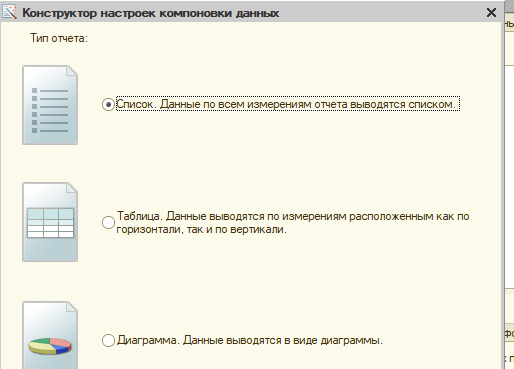 Конструктор настроек компоновки данных
Тип отчета:
Список. Данные по всем измерениям отчета выводятся списком.
Таблица. Данные выводятся по измерениям расположенным как по
горизонтали, так и по вертикали.
Диаграмма. Данные выводятся в виде диаграммы.